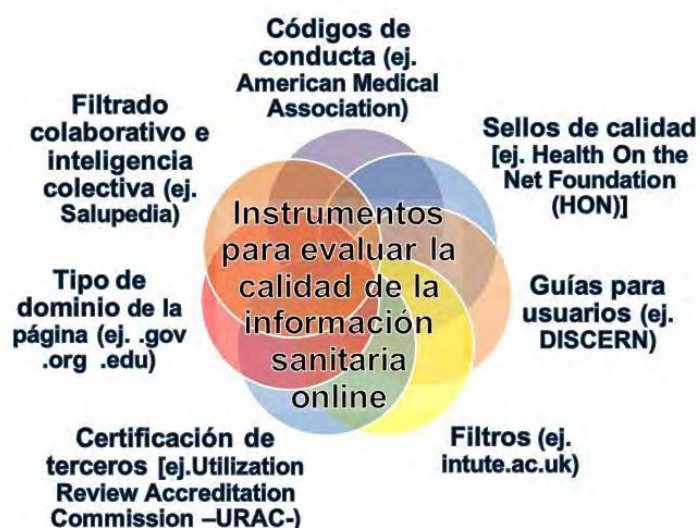 Códigos de
conducta (ej.
American Medical
Association)
Sellos de calidad
[ej. Health On the
Net Foundation
(HON)]
Guías para
usuarios (ej.
DISCERN)
Filtros (ej.
intute.ac.uk)
Certificación de
terceros [ej.Utilization
Review Accreditation
Commission –URAC-)
Tipo de
dominio de la
página (ej. .gov
.org .edu)
Filtrado
colaborativo e
inteligencia
colectiva (ej.
Salupedia)
Instrumentos
para evaluar la
calidad de la
información
sanitaria
online